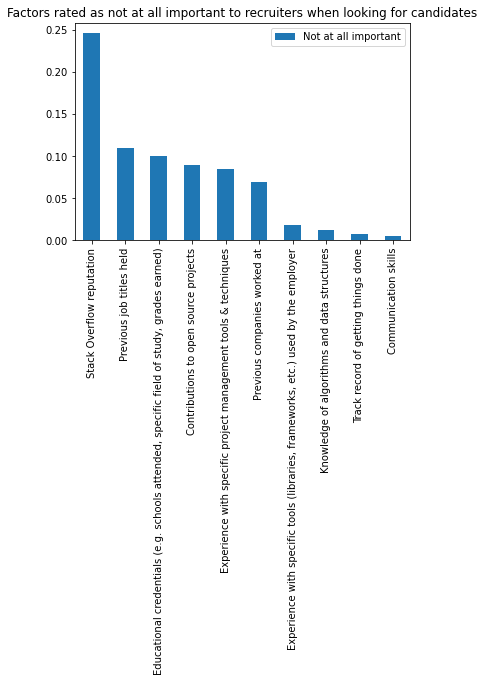 Factors rated as not at all important to recruiters when looking for candidates
Not at all important
0.25
0.20
0.15
0.10
0.05
0.00
Stack Overflow reputation
Previous job titles held
Educational credentials (e.g. schools attended, specific field of study, grades earned)
Contributions to open source projects
Experience with specific project management tools & techniques
Previous companies worked at
Experience with specific tools (libraries, frameworks, etc.) used by the employer
Knowledge of algorithms and data structures
Track record of getting things done
Communication skills